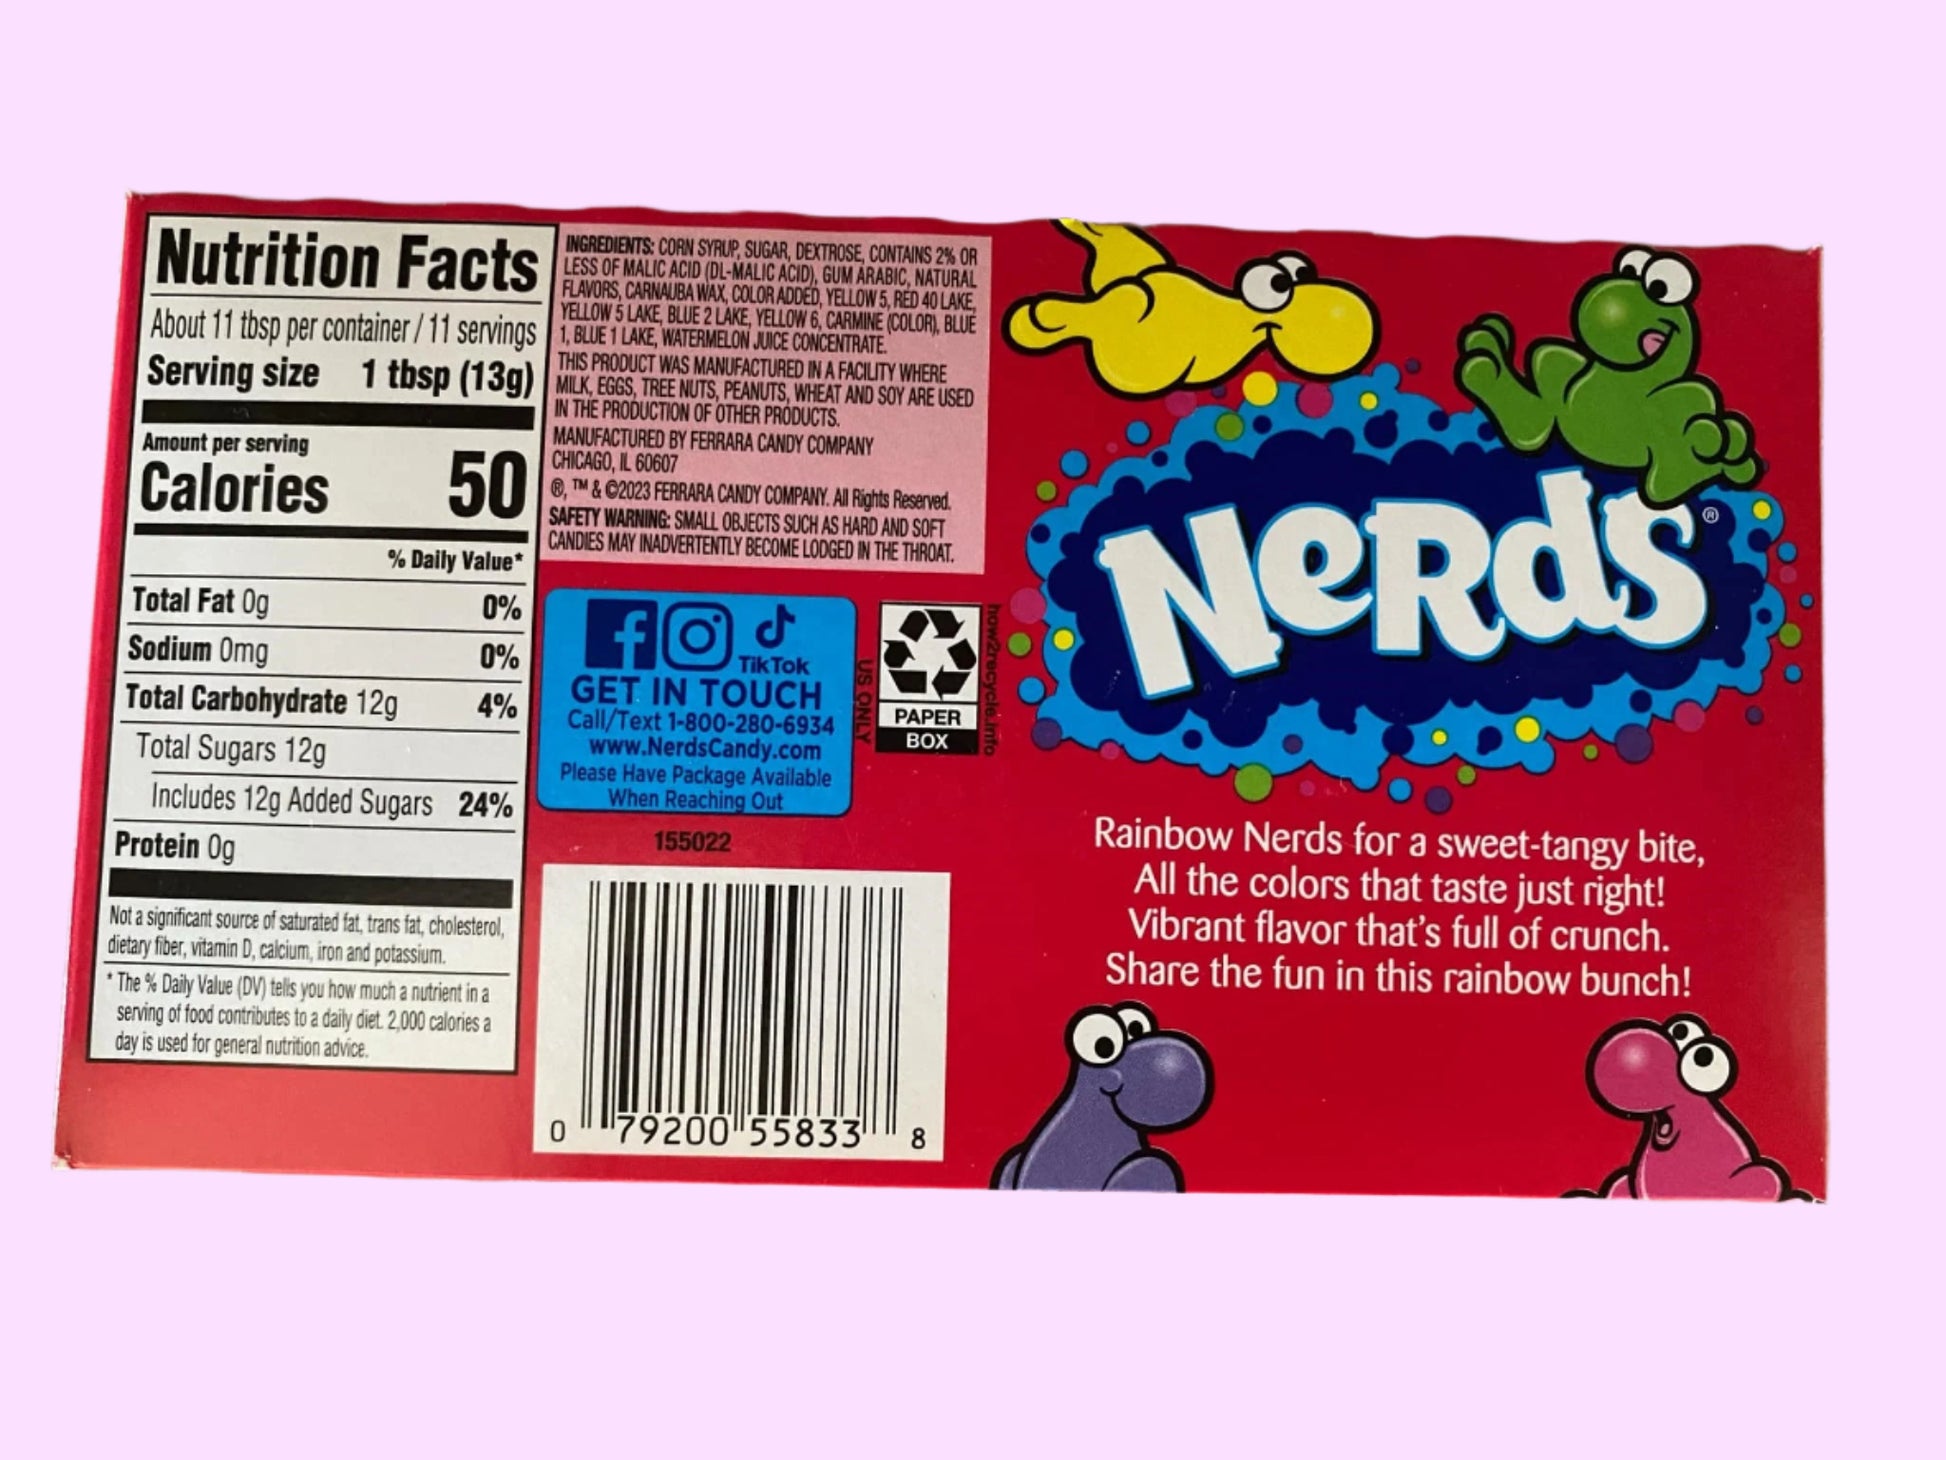 Nutrition Facts
About 11 tbsp per container / 11 servings
Serving size 1 tbsp (13g)
Amount per serving
Calories 50
% Daily Value*
Total Fat 0g 0%
Sodium 0mg 0%
Total Carbohydrate 12g 4%
Total Sugars 12g
Includes 12g Added Sugars 24%
Protein 0g
Not a significant source of saturated fat, trans fat, cholesterol,
dietary fiber, vitamin D, calcium, iron and potassium.
* The % Daily Value (DV) tells you how much a nutrient in a
serving of food contributes to a daily diet. 2,000 calories a
day is used for general nutrition advice.
INGREDIENTS: CORN SYRUP, SUGAR, DEXTROSE, CONTAINS 2% OR
LESS OF MALIC ACID (DL-MALIC ACID), GUM ARABIC, NATURAL
FLAVORS, CARNAUBA WAX, COLOR ADDED, YELLOW 5, RED 40 LAKE,
YELLOW 5 LAKE, BLUE 2 LAKE, YELLOW 6, CARMINE (COLOR), BLUE
1, BLUE 1 LAKE, WATERMELON JUICE CONCENTRATE.
THIS PRODUCT WAS MANUFACTURED IN A FACILITY WHERE
MILK, EGGS, TREE NUTS, PEANUTS, WHEAT AND SOY ARE USED
IN THE PRODUCTION OF OTHER PRODUCTS.
MANUFACTURED BY FERRARA CANDY COMPANY
CHICAGO, IL 60607
®, ™ & ©2023 FERRARA CANDY COMPANY. All Rights Reserved.
SAFETY WARNING: SMALL OBJECTS SUCH AS HARD AND SOFT
CANDIES MAY INADVERTENTLY BECOME LODGED IN THE THROAT.
TikTok
GET IN TOUCH
Call/Text 1-800-280-6934
www.NerdsCandy.com
Please Have Package Available
When Reaching Out
US ONLY
PAPER
BOX
how2recycle.info
155022
0 79200 55833 8
NeRdS®
Rainbow Nerds for a sweet-tangy bite,
All the colors that taste just right!
Vibrant flavor that's full of crunch.
Share the fun in this rainbow bunch!